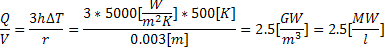 Q/V = 3hΔT/r = 3∗5000[W/m²K]∗500[K]/0.003[m] = 2.5[GW/m³] = 2.5[MW/l]